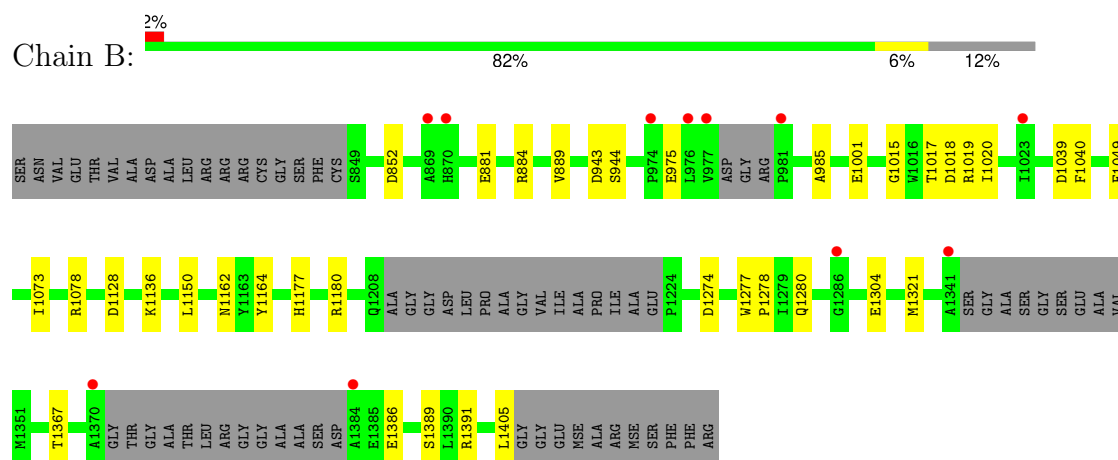 2%
Chain B:
82% 6% 12%
SER ASN VAL GLU THR VAL ALA ASP ALA LEU ARG ARG ARG CYS GLY SER PHE CYS S849 D852 A869 H870 E881 R884 V889 D943 S944 P974 E975 L976 V977 ASP GLY ARG P981 A985 E1001 G1015 W1016 T1017 D1018 R1019 I1020 I1023 D1039 F1040
I1073 R1078 D1128 K1136 L1150 N1162 Y1163 Y1164 H1177 R1180 Q1208 ALA GLY GLY ASP LEU PRO ALA GLY VAL ILE ALA PRO ILE ALA GLU P1224 D1274 W1277 P1278 I1279 Q1280 G1286 E1304 M1321 A1341 SER GLY ALA SER GLY SER GLU ALA VAL
M1351 T1367 A1370 GLY THR GLY ALA THR LEU ARG GLY GLY ALA ALA SER ASP A1384 E1385 E1386 S1389 L1390 R1391 L1405 GLY GLY GLU MSE ALA ARG MSE SER PHE PHE ARG